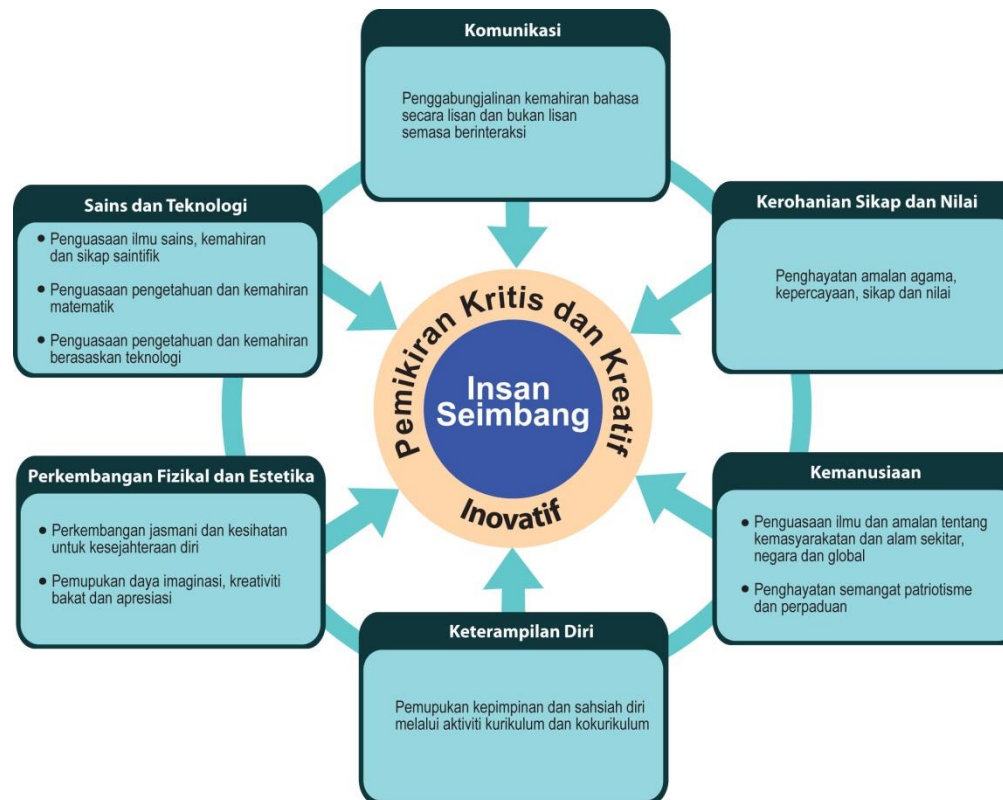 Komunikasi
Penggabungjalinan kemahiran bahasa
secara lisan dan bukan lisan
semasa berinteraksi
Sains dan Teknologi
• Penguasaan ilmu sains, kemahiran
dan sikap saintifik
• Penguasaan pengetahuan dan kemahiran
matematik
• Penguasaan pengetahuan dan kemahiran
berasaskan teknologi
Kerohanian Sikap dan Nilai
Penghayatan amalan agama,
kepercayaan, sikap dan nilai
Pemikiran Kritis dan Kreatif
Insan
Seimbang
Inovatif
Perkembangan Fizikal dan Estetika
• Perkembangan jasmani dan kesihatan
untuk kesejahteraan diri
• Pemupukan daya imaginasi, kreativiti
bakat dan apresiasi
Kemanusiaan
• Penguasaan ilmu dan amalan tentang
kemasyarakatan dan alam sekitar,
negara dan global
• Penghayatan semangat patriotisme
dan perpaduan
Keterampilan Diri
Pemupukan kepimpinan dan sahsiah diri
melalui aktiviti kurikulum dan kokurikulum